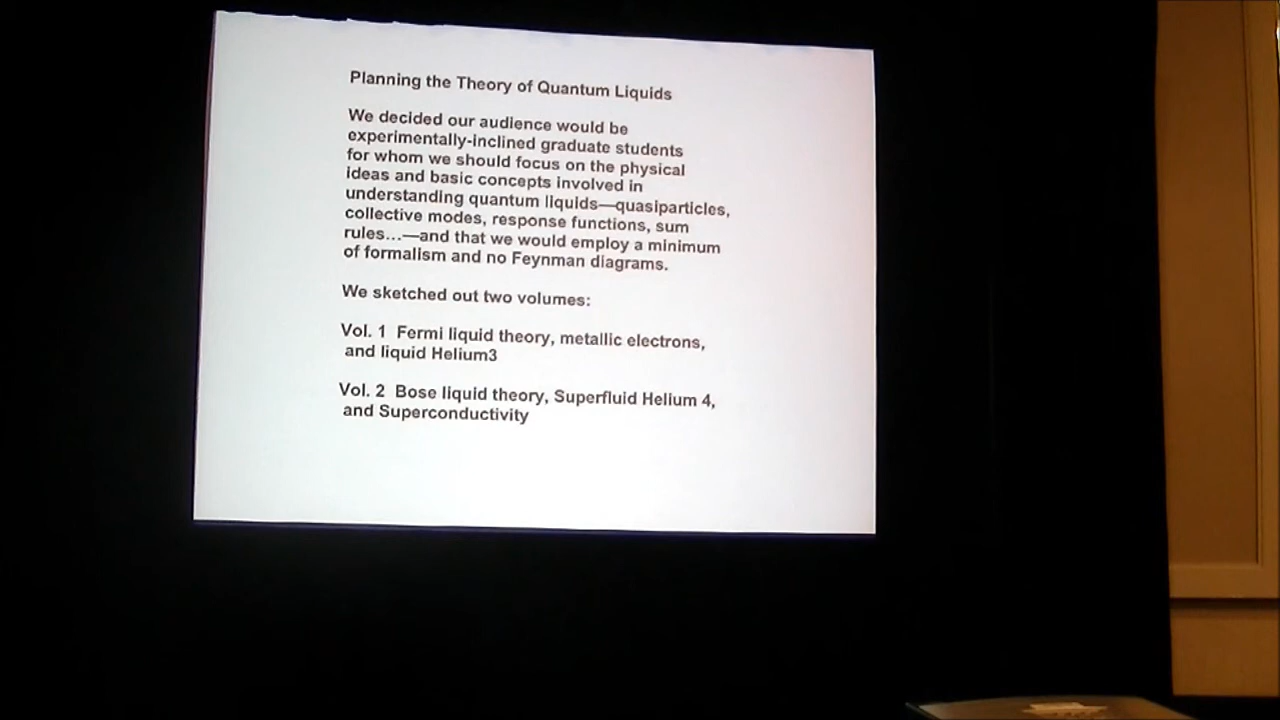 Planning the Theory of Quantum Liquids
We decided our audience would be
experimentally-inclined graduate students
for whom we should focus on the physical
ideas and basic concepts involved in
understanding quantum liquids—quasiparticles,
collective modes, response functions, sum
rules…—and that we would employ a minimum
of formalism and no Feynman diagrams.
We sketched out two volumes:
Vol. 1 Fermi liquid theory, metallic electrons,
and liquid Helium3
Vol. 2 Bose liquid theory, Superfluid Helium 4,
and Superconductivity